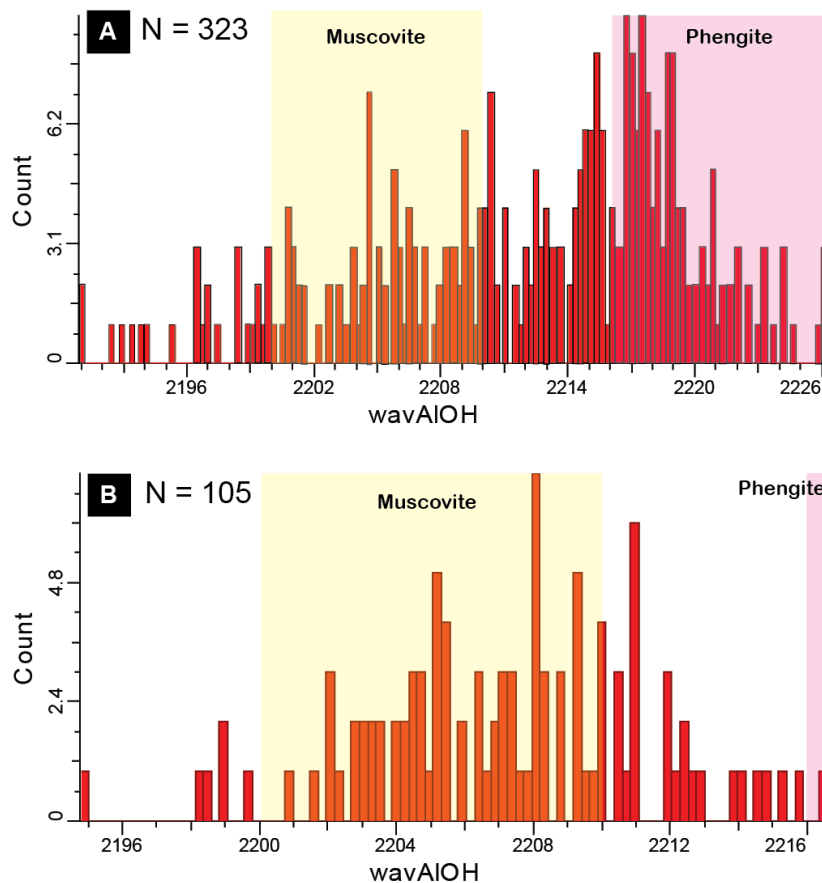 A N = 323
Muscovite
Phengite
Count
6.2
3.1
0
2196 2202 2208 2214 2220 2226
wavAlOH
B N = 105
Muscovite
Phengite
Count
4.8
2.4
0
2196 2200 2204 2208 2212 2216
wavAlOH